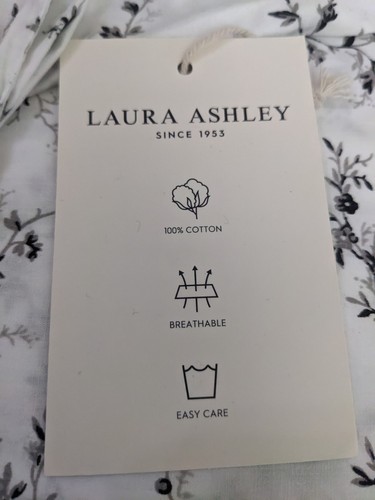 LAURA ASHLEY
SINCE 1953
100% COTTON
BREATHABLE
EASY CARE